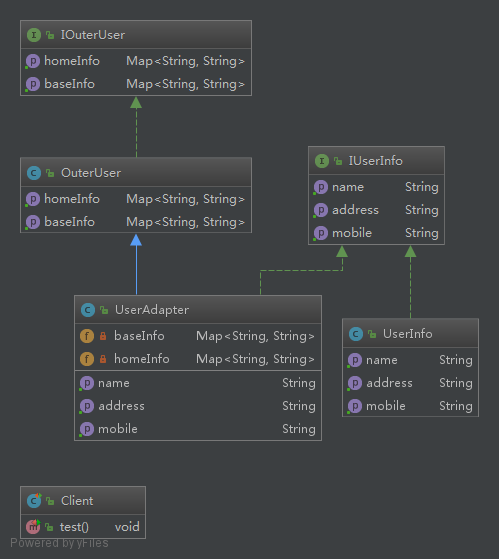 IOuterUser
homeInfo Map<String, String>
baseInfo Map<String, String>
OuterUser
homeInfo Map<String, String>
baseInfo Map<String, String>
IUserInfo
name String
address String
mobile String
UserAdapter
baseInfo Map<String, String>
homeInfo Map<String, String>
name String
address String
mobile String
UserInfo
name String
address String
mobile String
Client
test() void
Powered by yFiles